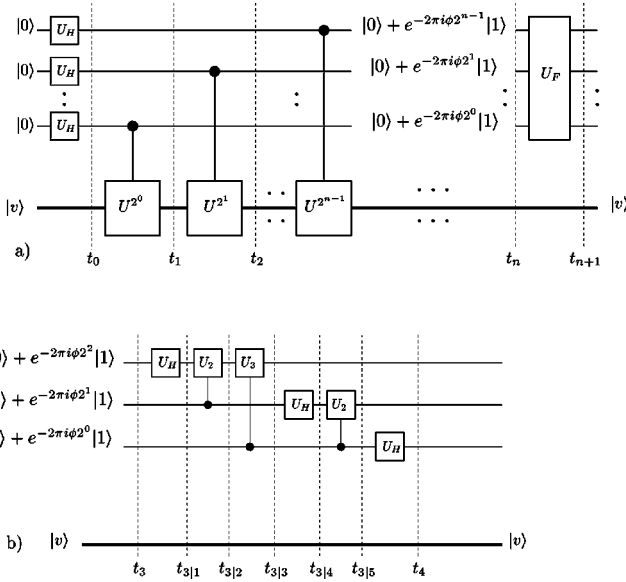 |0⟩ U_H |0⟩ + e^{-2πiϕ2^{n-1}}|1⟩
|0⟩ U_H |0⟩ + e^{-2πiϕ2^1}|1⟩ U_F
|0⟩ U_H |0⟩ + e^{-2πiϕ2^0}|1⟩
|v⟩ U^{2^0} U^{2^1} U^{2^{n-1}} |v⟩
a) t_0 t_1 t_2 t_n t_{n+1}
⟩ + e^{-2πiϕ2^2}|1⟩ U_H U_2 U_3
⟩ + e^{-2πiϕ2^1}|1⟩ U_H U_2
⟩ + e^{-2πiϕ2^0}|1⟩ U_H
b) |v⟩ |v⟩
t_3 t_{3|1} t_{3|2} t_{3|3} t_{3|4} t_{3|5} t_4